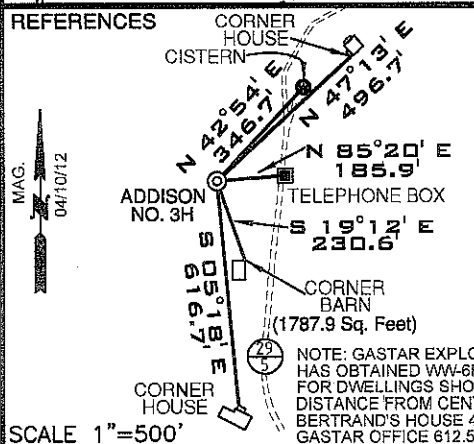 REFERENCES
CORNER
HOUSE
CISTERN
N 42°54' E
346.7'
N 47°13' E
496.7'
MAG.
04/10/12
N 85°20' E
185.9'
ADDISON
NO. 3H
TELEPHONE BOX
S 19°12' E
230.6'
S 05°18' E
616.7'
CORNER
BARN
(1787.9 Sq. Feet)
29
5
NOTE: GASTAR EXPLO
HAS OBTAINED WW-6
FOR DWELLINGS SHO
DISTANCE FROM CEN
BERTRAND'S HOUSE 4
GASTAR OFFICE 612.5
CORNER
HOUSE
SCALE 1"=500'